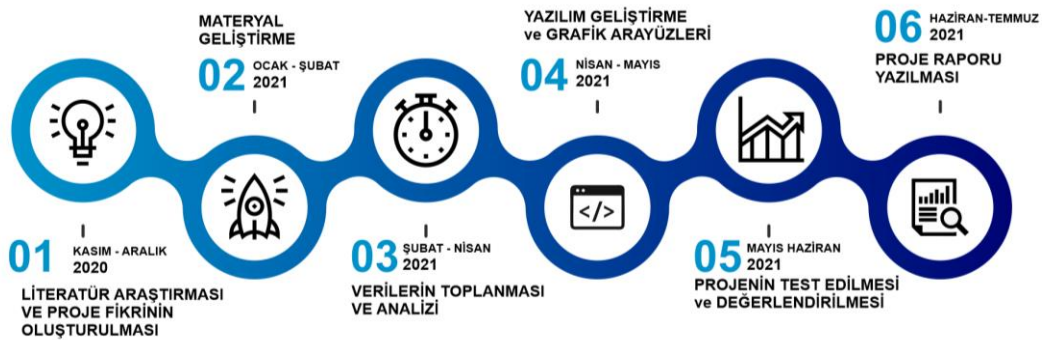 01 KASIM - ARALIK
2020
LİTERATÜR ARAŞTIRMASI
VE PROJE FİKRİNİN
OLUŞTURULMASI
MATERYAL
GELİŞTİRME
02 OCAK - ŞUBAT
2021
03 ŞUBAT - NİSAN
2021
VERİLERİN TOPLANMASI
VE ANALİZİ
YAZILIM GELİŞTİRME
ve GRAFİK ARAYÜZLERİ
04 NİSAN - MAYIS
2021
</>
05 MAYIS HAZİRAN
2021
PROJENİN TEST EDİLMESİ
ve DEĞERLENDİRİLMESİ
06 HAZİRAN-TEMMUZ
2021
PROJE RAPORU
YAZILMASI